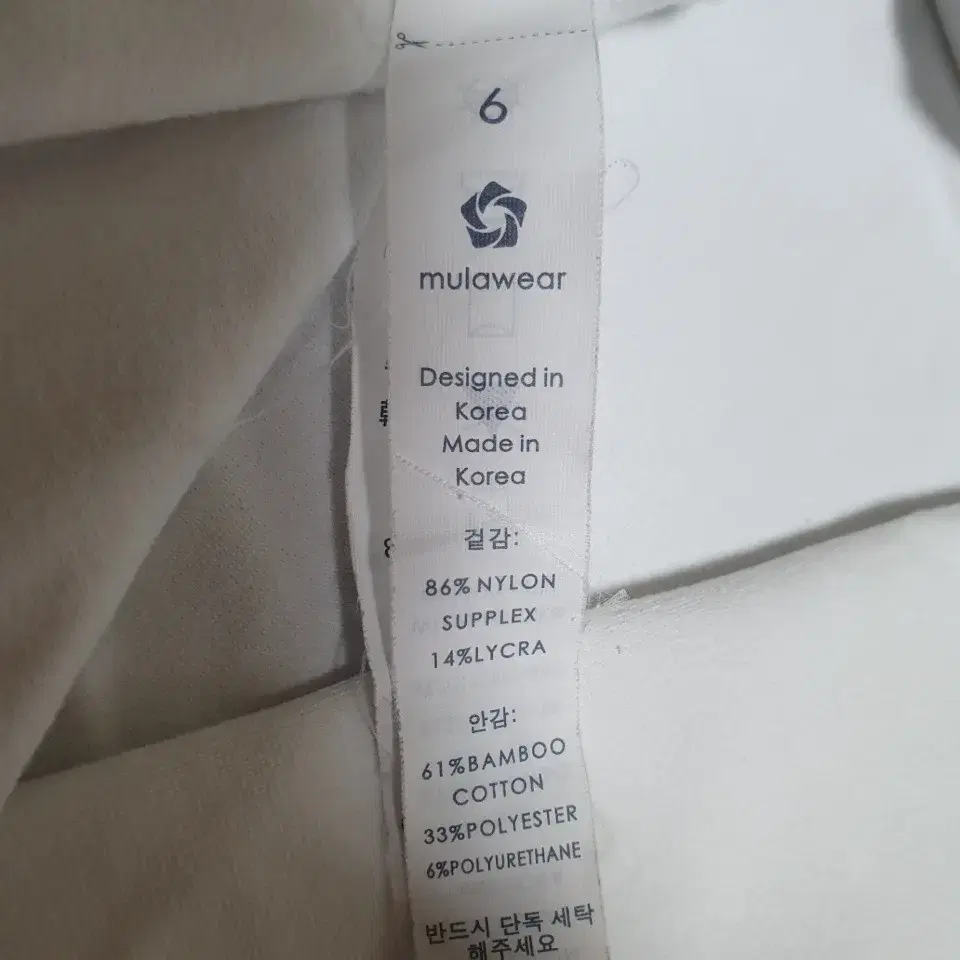 6
mulawear
Designed in
Korea
Made in
Korea
겉감:
86% NYLON
SUPPLEX
14%LYCRA
안감:
61%BAMBOO
COTTON
33%POLYESTER
6%POLYURETHANE
반드시 단독 세탁
해주세요